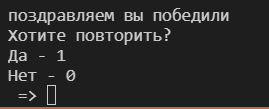 поздравляем вы победили
Хотите повторить?
Да - 1
Нет - 0
=>